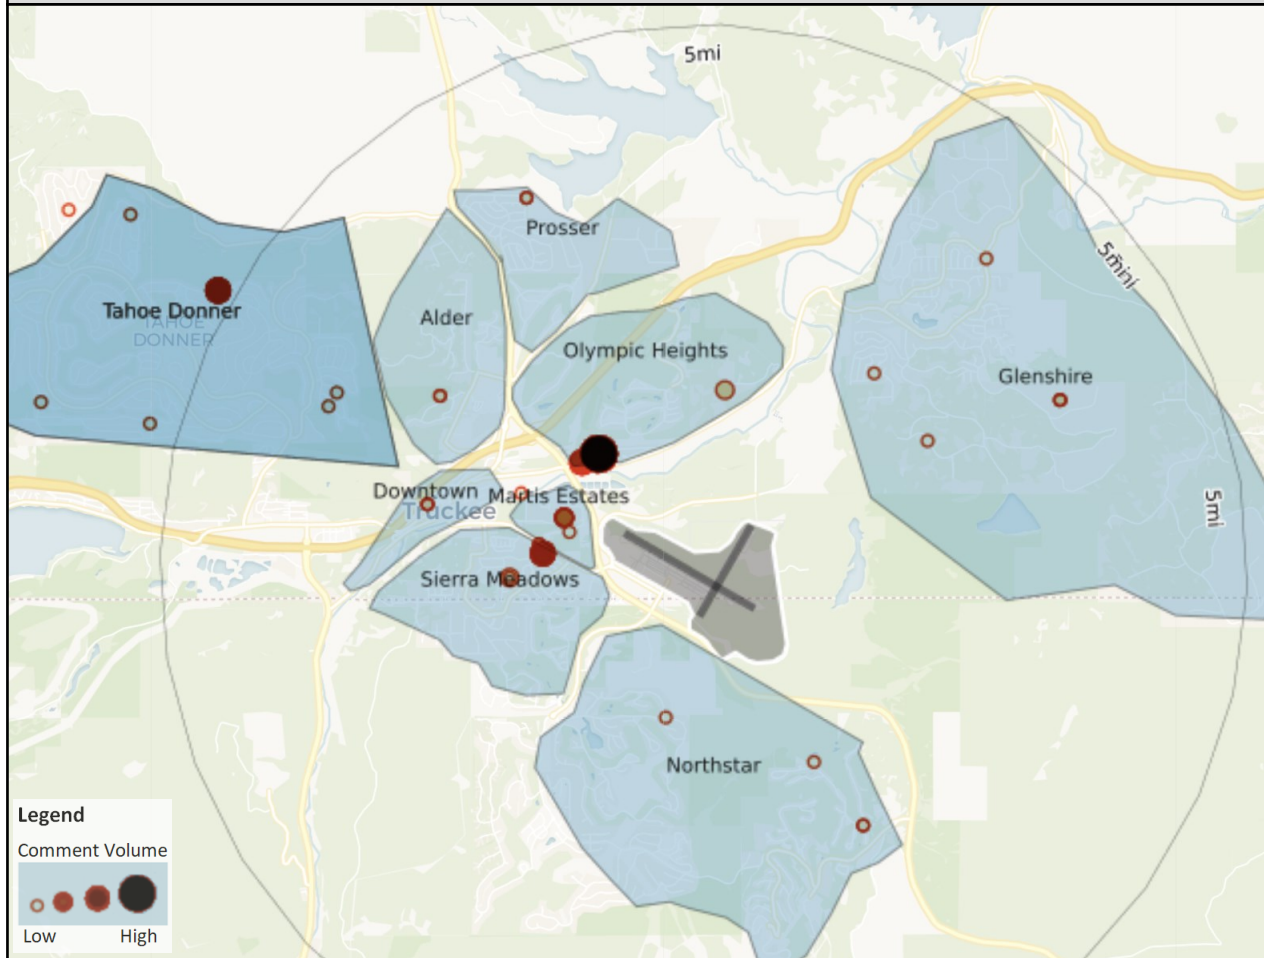 5mi
Prosser
5mi
Tahoe Donner
TAHOE
DONNER
Alder
Olympic Heights
Glenshire
Downtown
Martis Estates
Truckee
5mi
Sierra Meadows
Northstar
Legend
Comment Volume
Low High